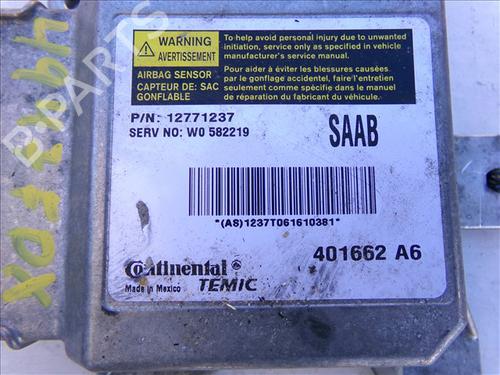 WARNING
AVERTISSEMENT
AIRBAG SENSOR
CAPTEUR DE: SAC
GONFLABLE
To help avoid personal injury due to unwanted
initiation, service only as specified in vehicle
manufacturer's service manual.
Pour aider à éviter les blessures causées
par le gonflage accidentel, faire l'entretien
seulement comme spécifié dans le manuel
de réparation du fabricant du véhicule.
P/N: 12771237
SERV NO: W0 582219
SAAB
*(AS)1237T061610381*
Continental
TEMIC
Made in Mexico
401662 A6
B-PARTS